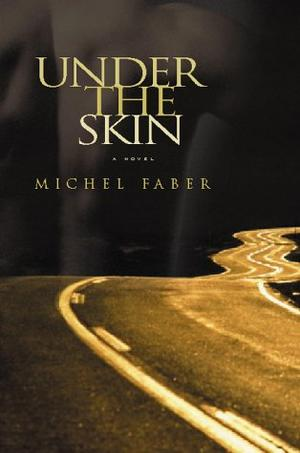 UNDER
THE
SKIN
A NOVEL
MICHEL FABER